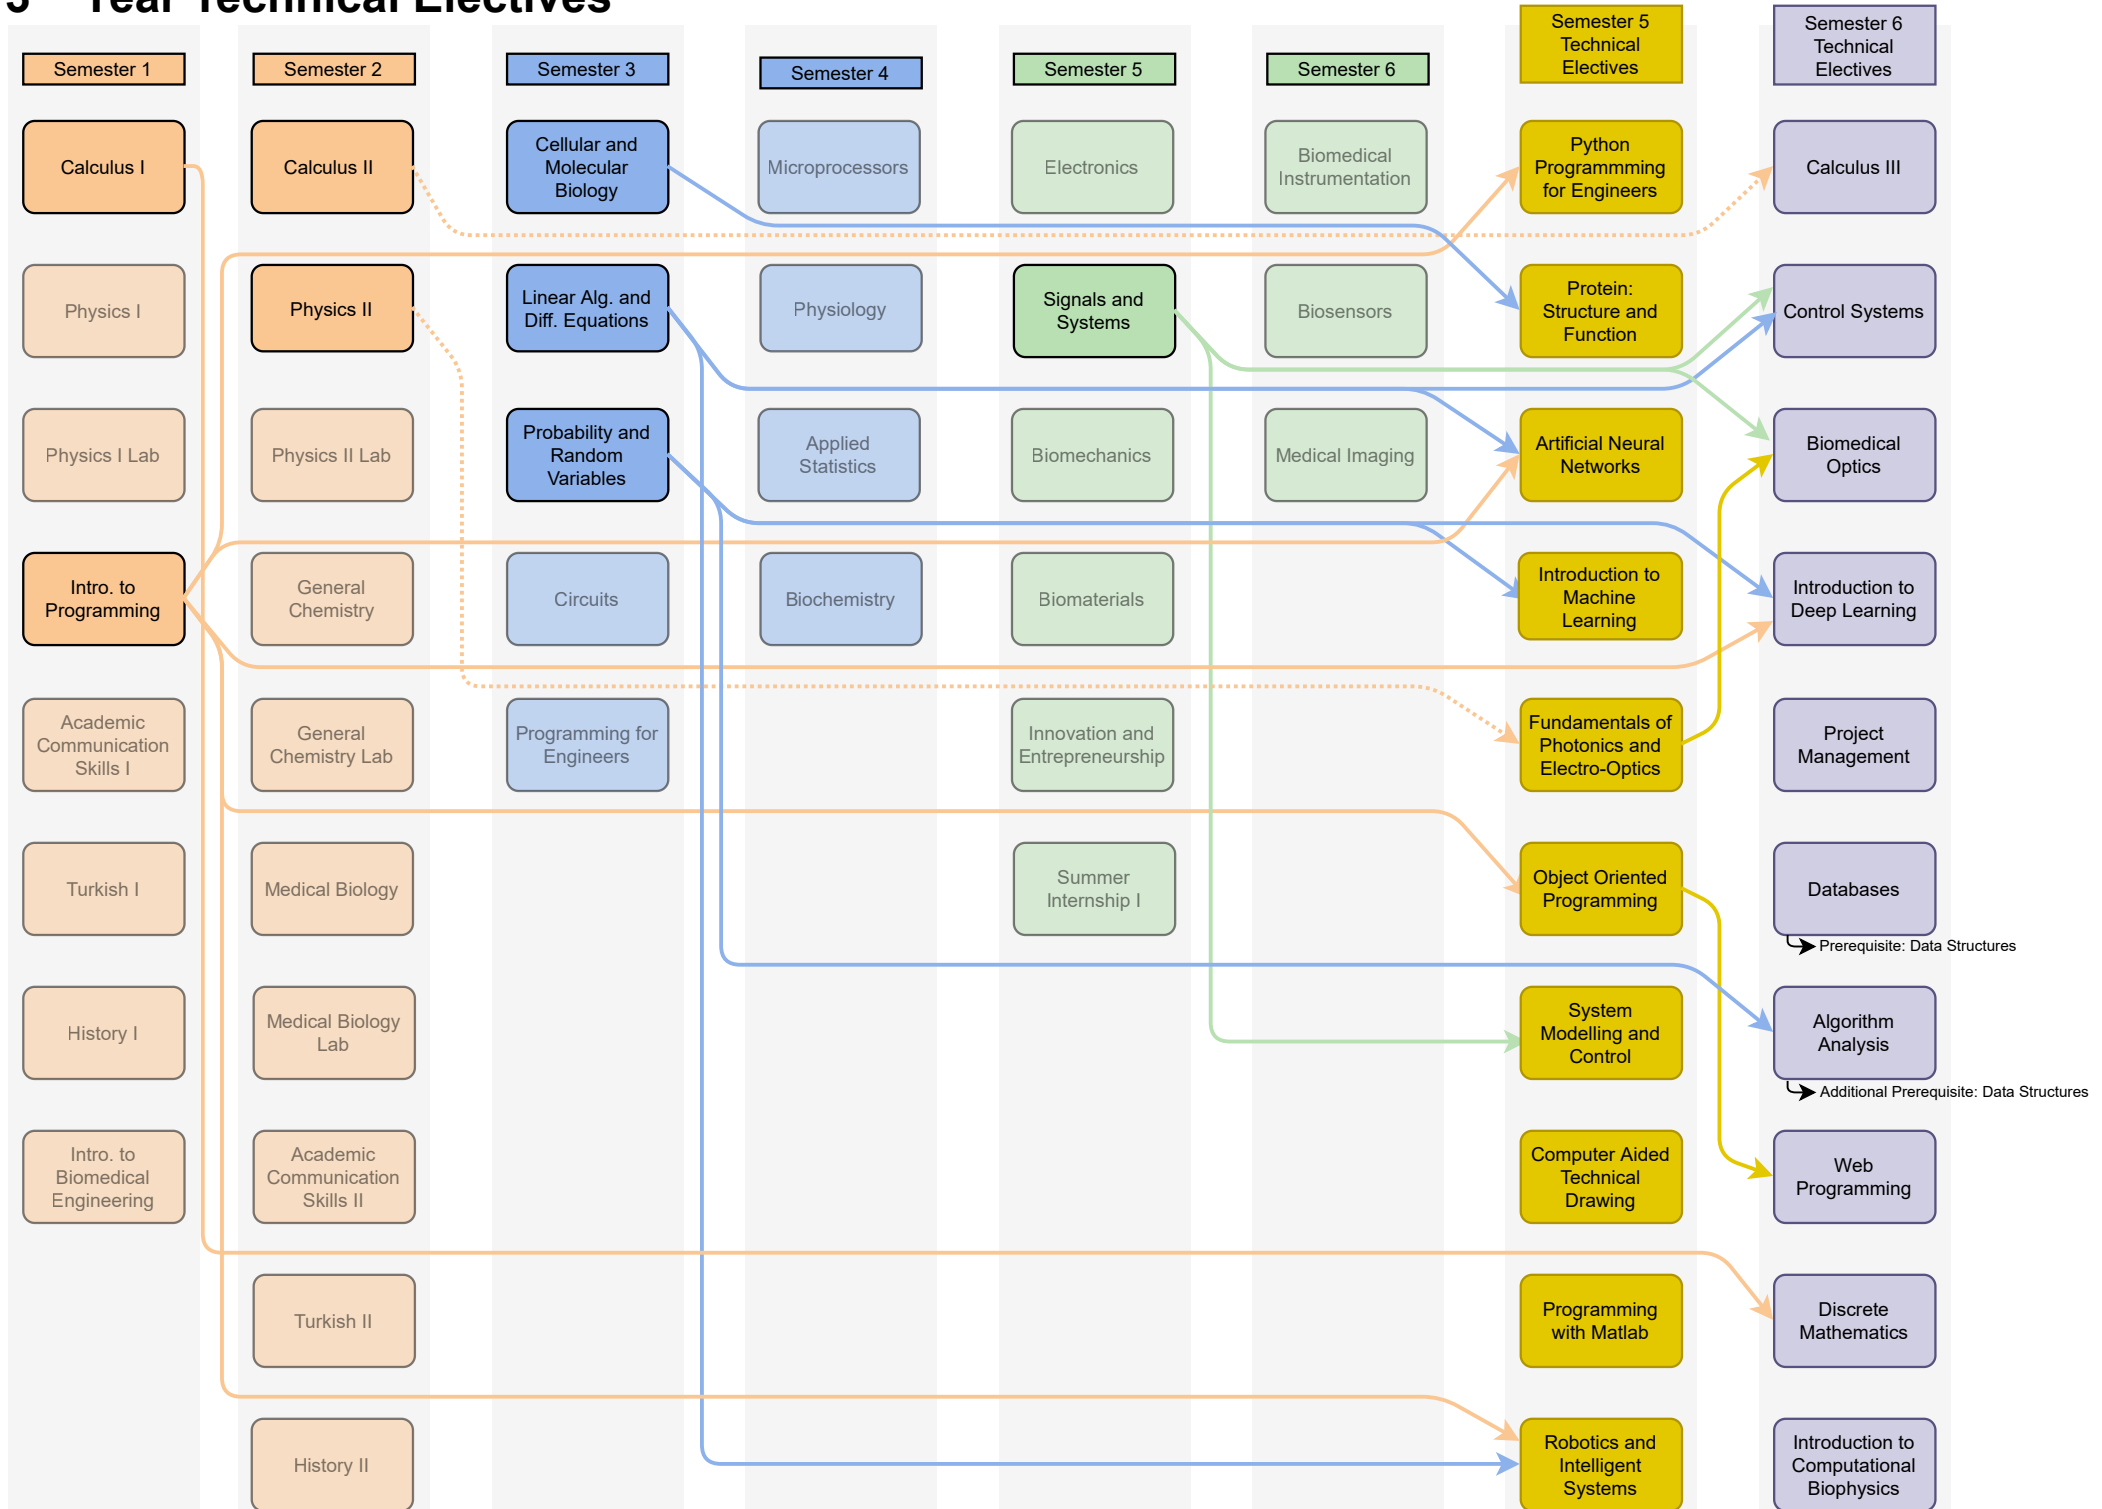 3 Year Technical Electives
Semester 1
Semester 2
Semester 3
Semester 4
Semester 5
Semester 6
Semester 5
Technical
Electives
Semester 6
Technical
Electives
Calculus I
Calculus II
Cellular and
Molecular
Biology
Microprocessors
Electronics
Biomedical
Instrumentation
Python
Programmming
for Engineers
Calculus III
Physics I
Physics II
Linear Alg. and
Diff. Equations
Physiology
Signals and
Systems
Biosensors
Protein:
Structure and
Function
Control Systems
Physics I Lab
Physics II Lab
Probability and
Random
Variables
Applied
Statistics
Biomechanics
Medical Imaging
Artificial Neural
Networks
Biomedical
Optics
Intro. to
Programming
General
Chemistry
Circuits
Biochemistry
Biomaterials
Introduction to
Machine
Learning
Introduction to
Deep Learning
Academic
Communication
Skills I
General
Chemistry Lab
Programming for
Engineers
Innovation and
Entrepreneurship
Fundamentals of
Photonics and
Electro-Optics
Project
Management
Turkish I
Medical Biology
Summer
Internship I
Object Oriented
Programming
Databases
Prerequisite: Data Structures
History I
Medical Biology
Lab
System
Modelling and
Control
Algorithm
Analysis
Additional Prerequisite: Data Structures
Intro. to
Biomedical
Engineering
Academic
Communication
Skills II
Computer Aided
Technical
Drawing
Web
Programming
Turkish II
Programming
with Matlab
Discrete
Mathematics
History II
Robotics and
Intelligent
Systems
Introduction to
Computational
Biophysics